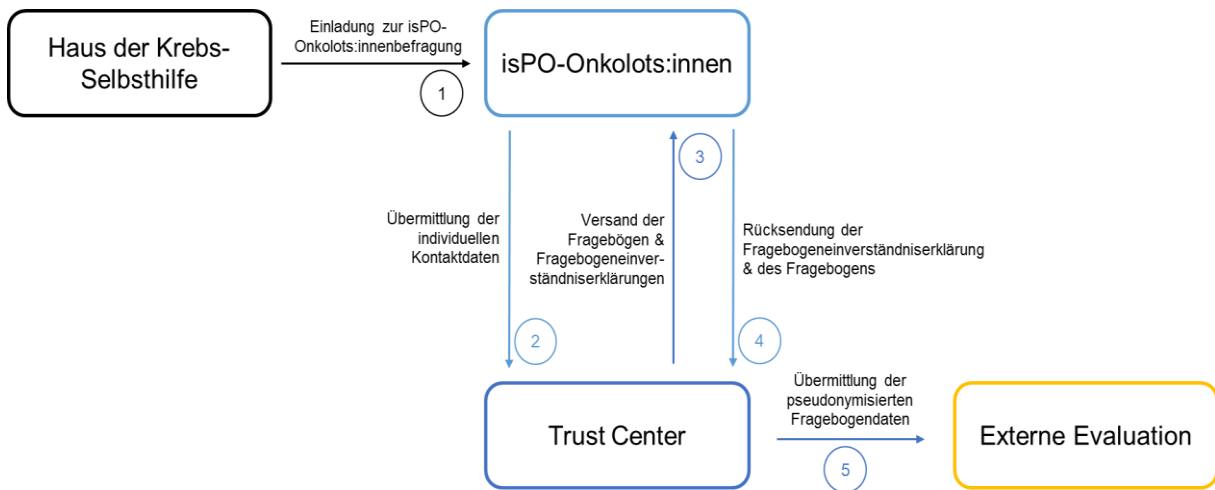 Haus der Krebs-
Selbsthilfe
Einladung zur isPO-
Onkolots:innenbefragung
1
isPO-Onkolots:innen
Übermittlung der
individuellen
Kontaktdaten
2
Versand der
Fragebögen &
Fragebogeneinver-
ständniserklärungen
3
Rücksendung der
Fragebogeneinverständniserklärung
& des Fragebogens
4
Trust Center
Übermittlung der
pseudonymisierten
Fragebogendaten
5
Externe Evaluation